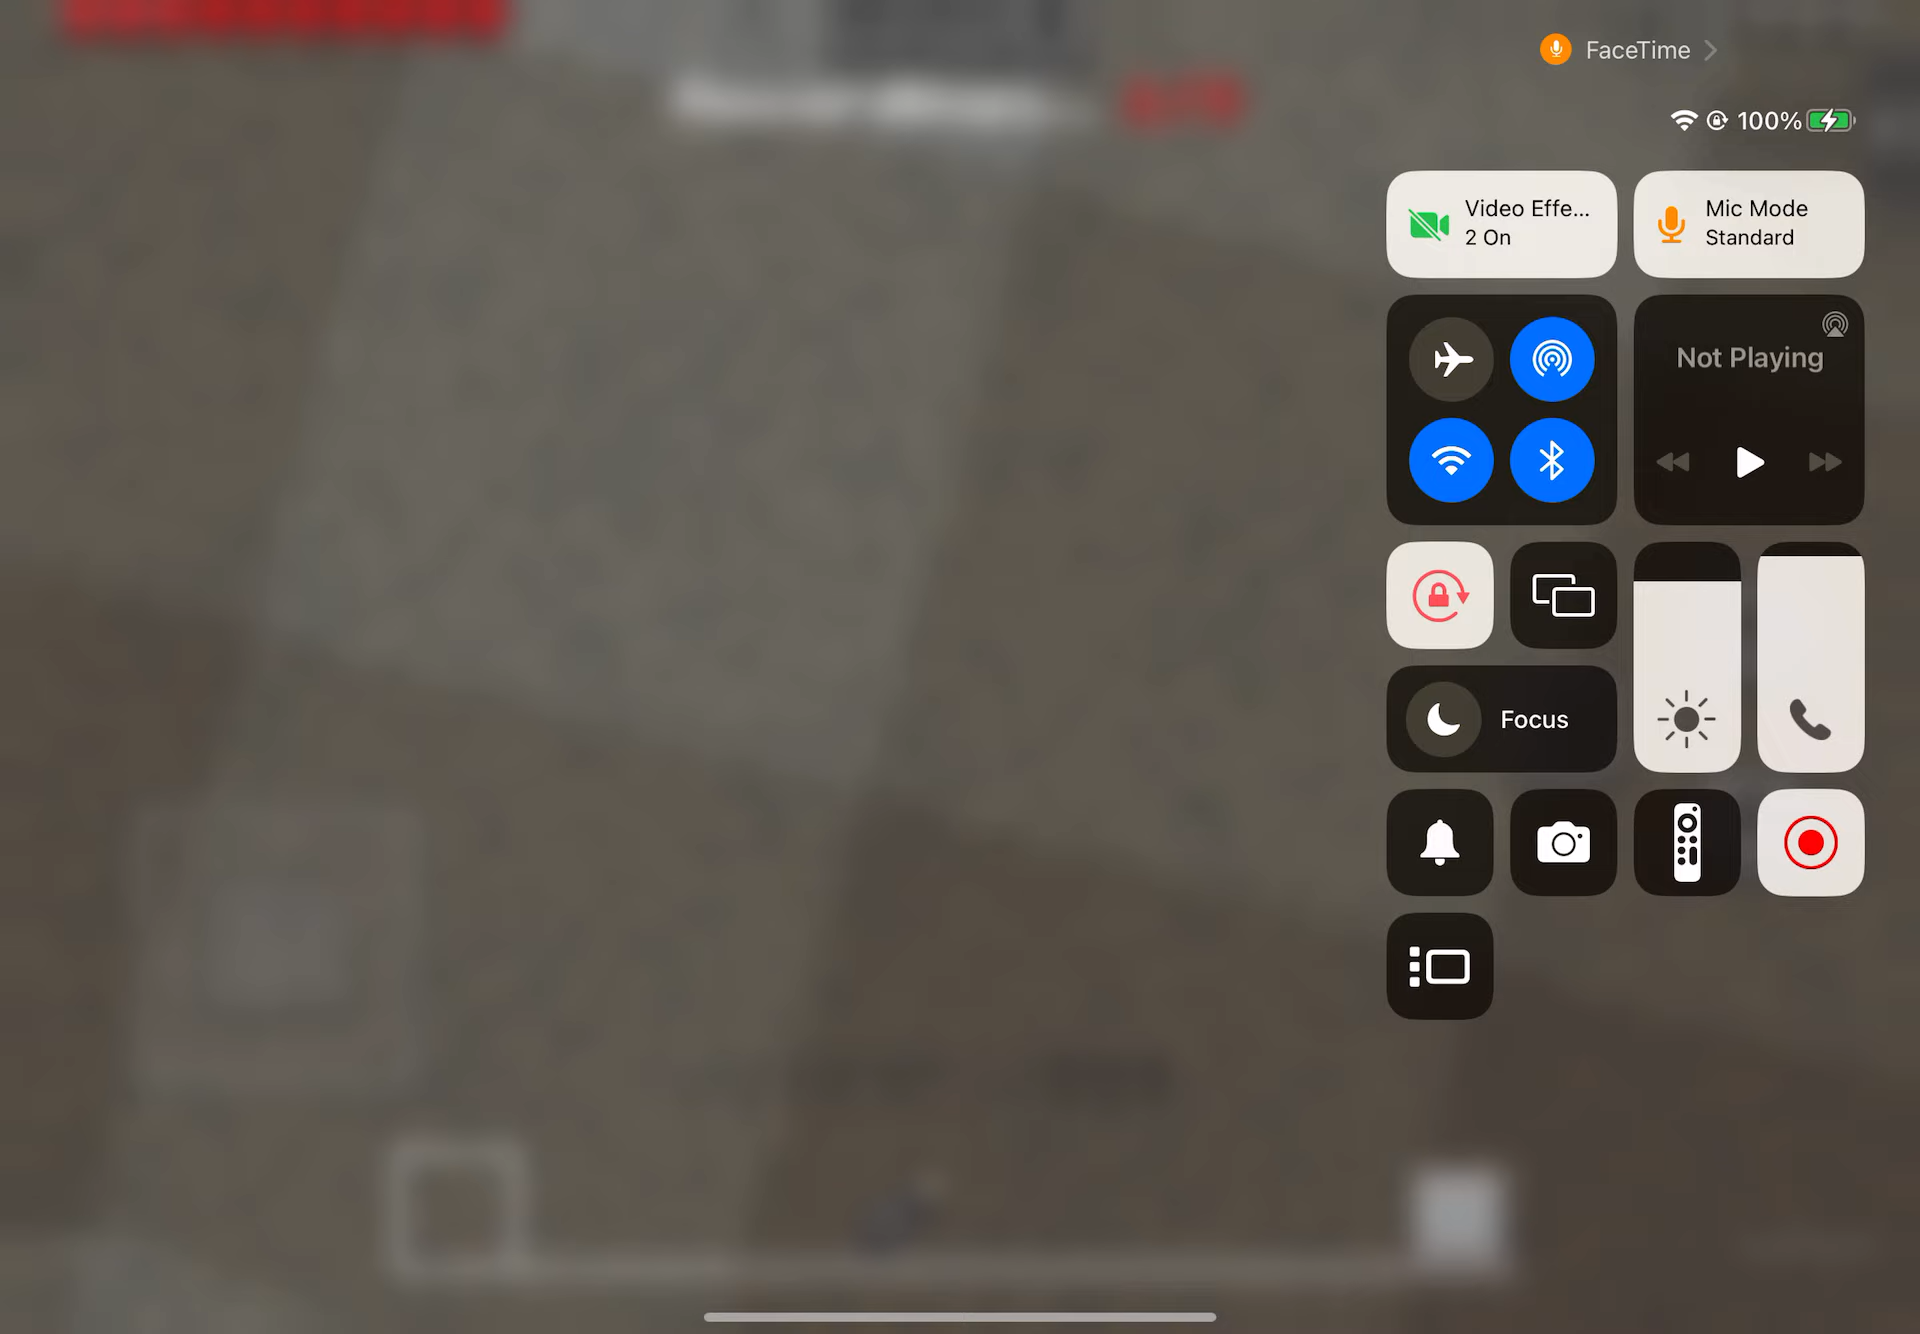 FaceTime
100%
Video Effe...
2 On
Mic Mode
Standard
Not Playing
Focus